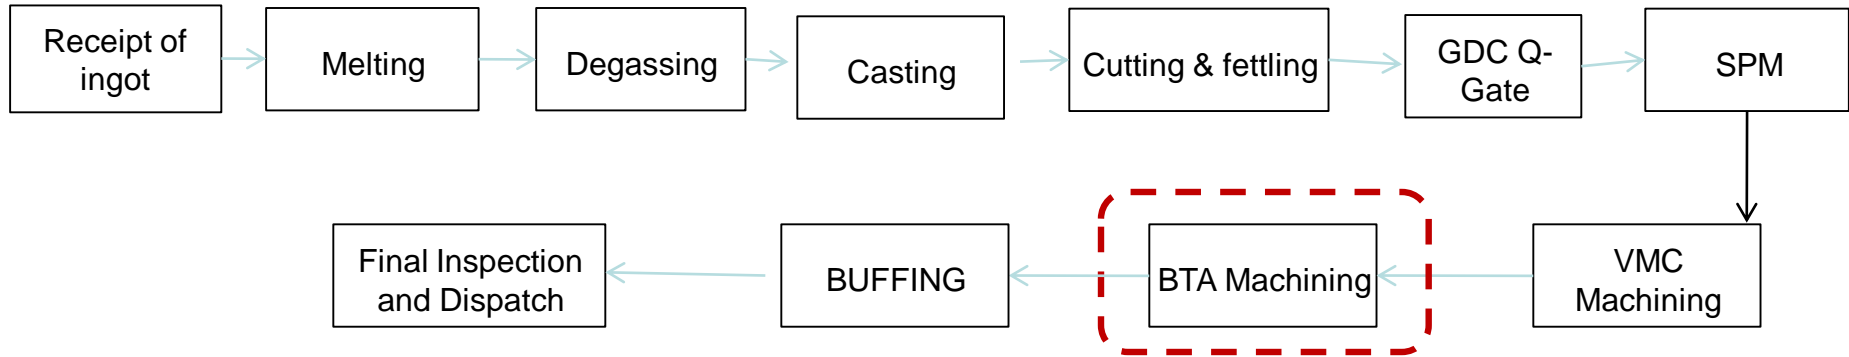 Receipt of
ingot
Melting
Degassing
Casting
Cutting & fettling
GDC Q-
Gate
SPM
Final Inspection
and Dispatch
BUFFING
BTA Machining
VMC
Machining